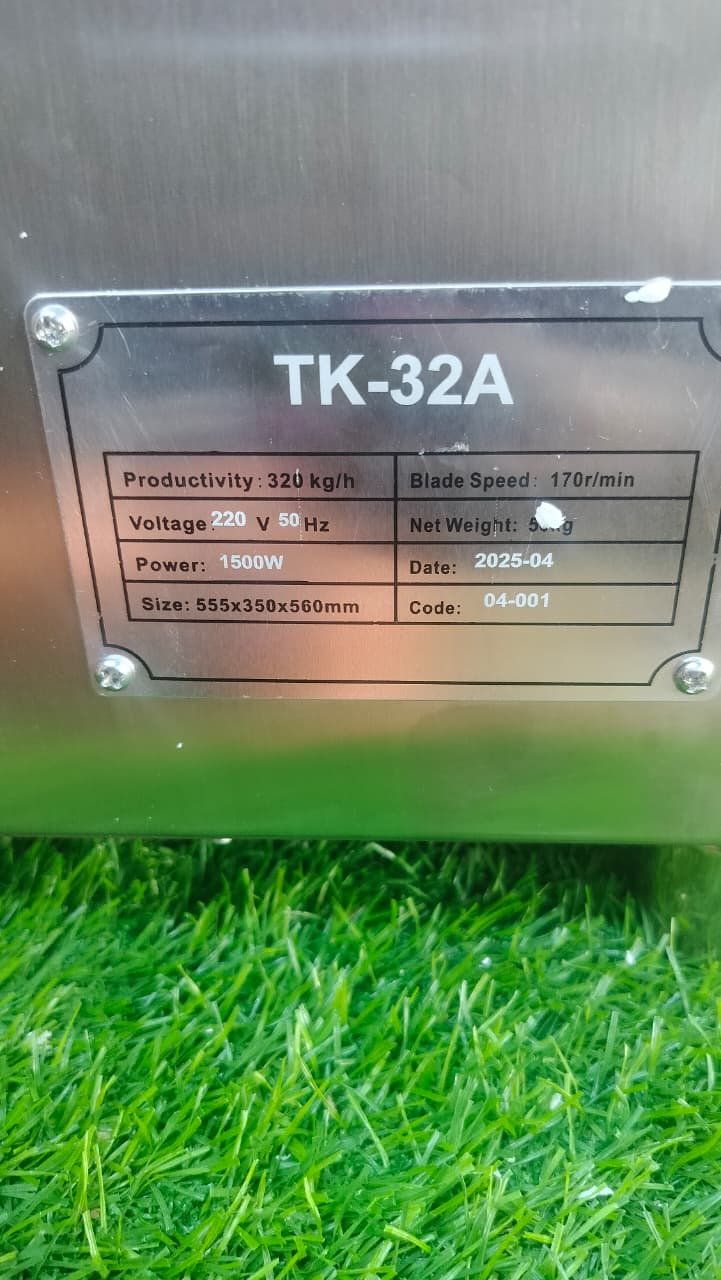 TK-32A
Productivity: 320 kg/h
Blade Speed: 170r/min
Voltage: 220 V 50 Hz
Net Weight:
Power: 1500W
Date: 2025-04
Size: 555x350x560mm
Code: 04-001